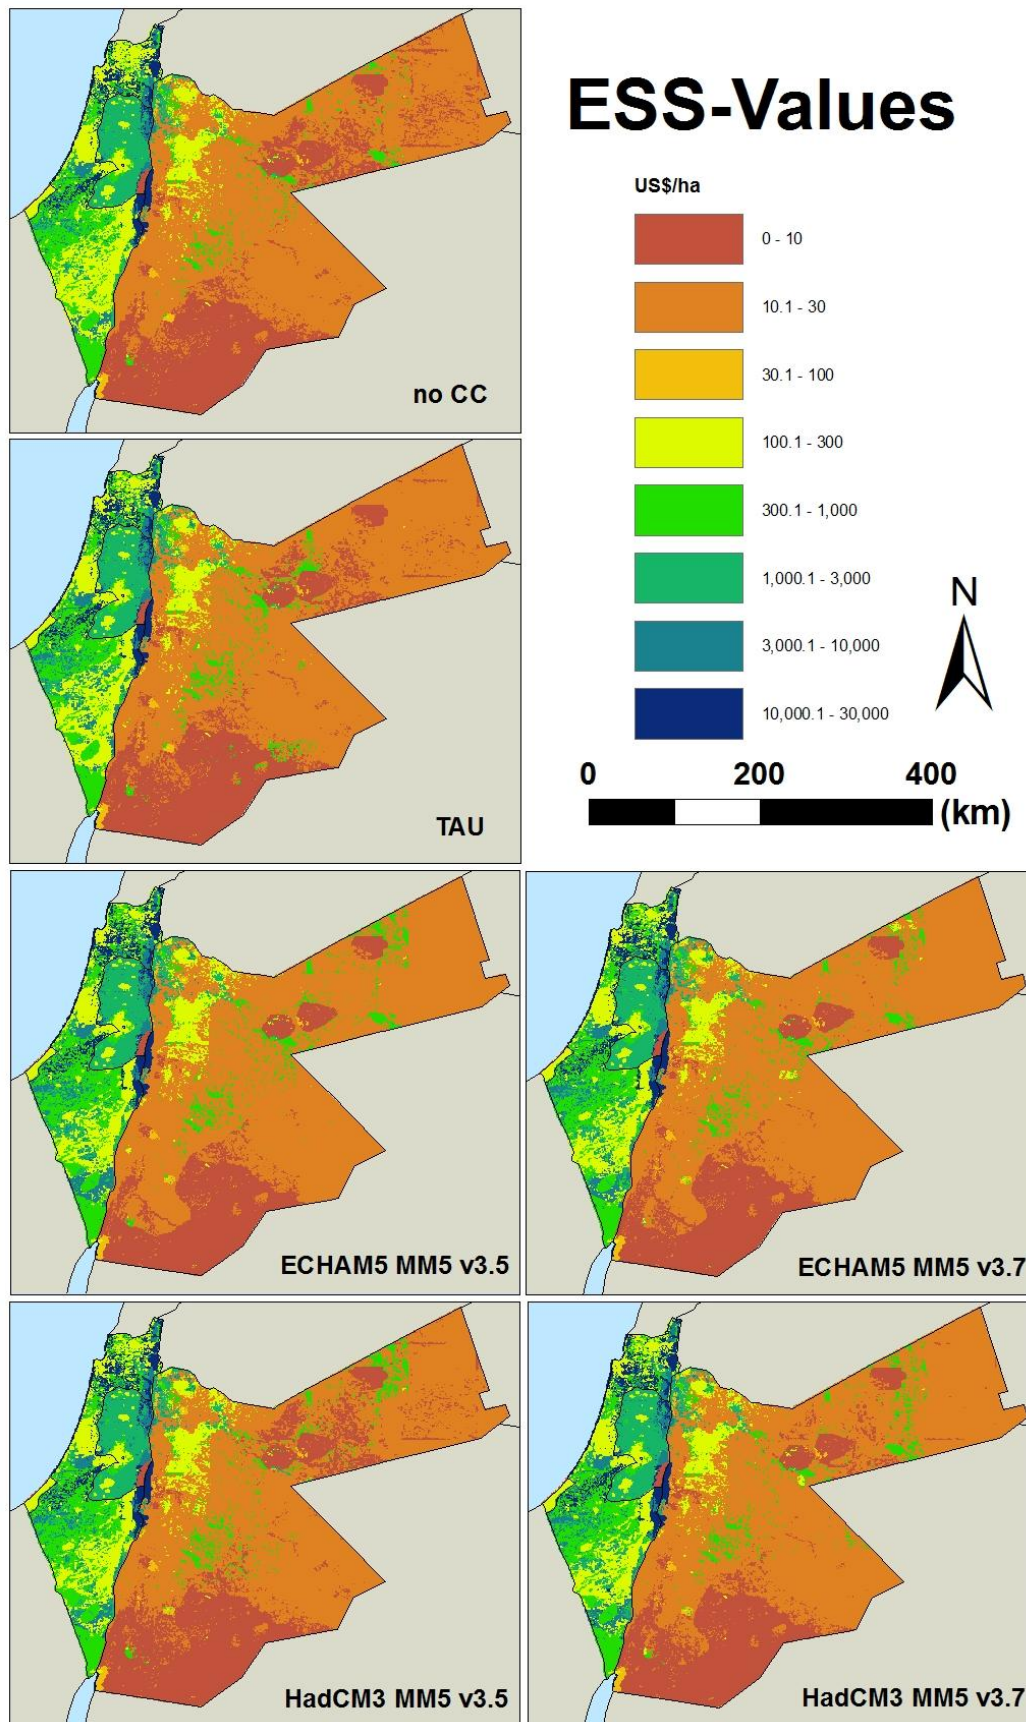 ESS-Values
US$/ha
0 - 10
10.1 - 30
30.1 - 100
100.1 - 300
300.1 - 1,000
1,000.1 - 3,000
3,000.1 - 10,000
10,000.1 - 30,000
N
0 200 400
(km)
no CC
TAU
ECHAM5 MM5 v3.5
ECHAM5 MM5 v3.7
HadCM3 MM5 v3.5
HadCM3 MM5 v3.7